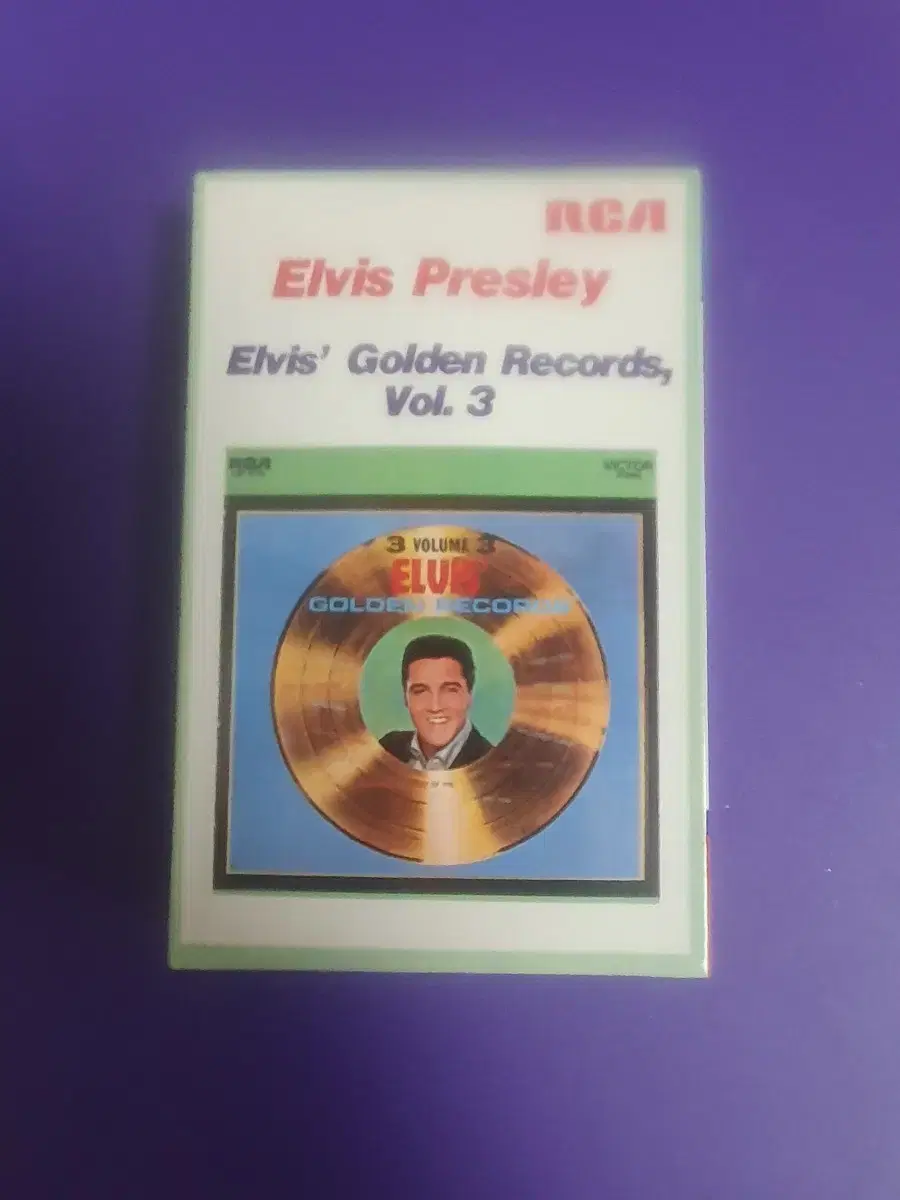 RCA
Elvis Presley
Elvis' Golden Records,
Vol. 3
RCA VICTOR
3 VOLUME 3
ELVIS'
GOLDEN RECORDS